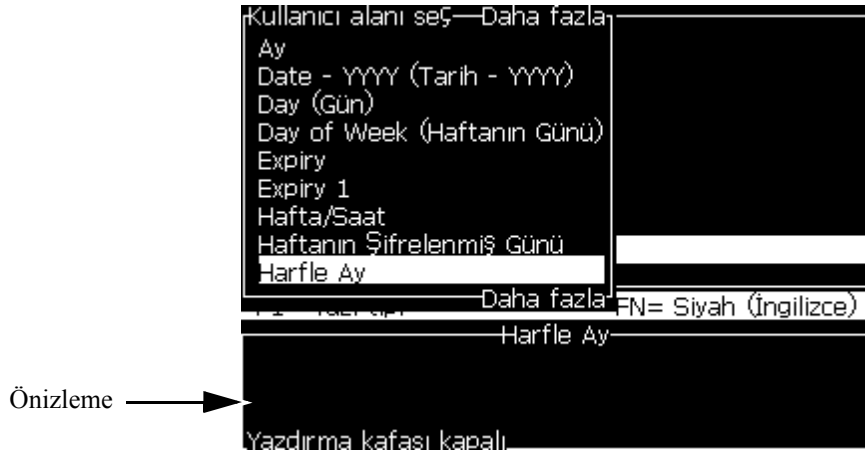 Kullanıcı alanı seç Daha fazla
Ay
Date - YYYY (Tarih - YYYY)
Day (Gün)
Day of Week (Haftanın Günü)
Expiry
Expiry 1
Hafta/Saat
Haftanın Şifrelenmiş Günü
Harfle Ay
Daha fazla
FN= Siyah (İngilizce)
Harfle Ay
Önizleme
Yazdırma kafası kapalı